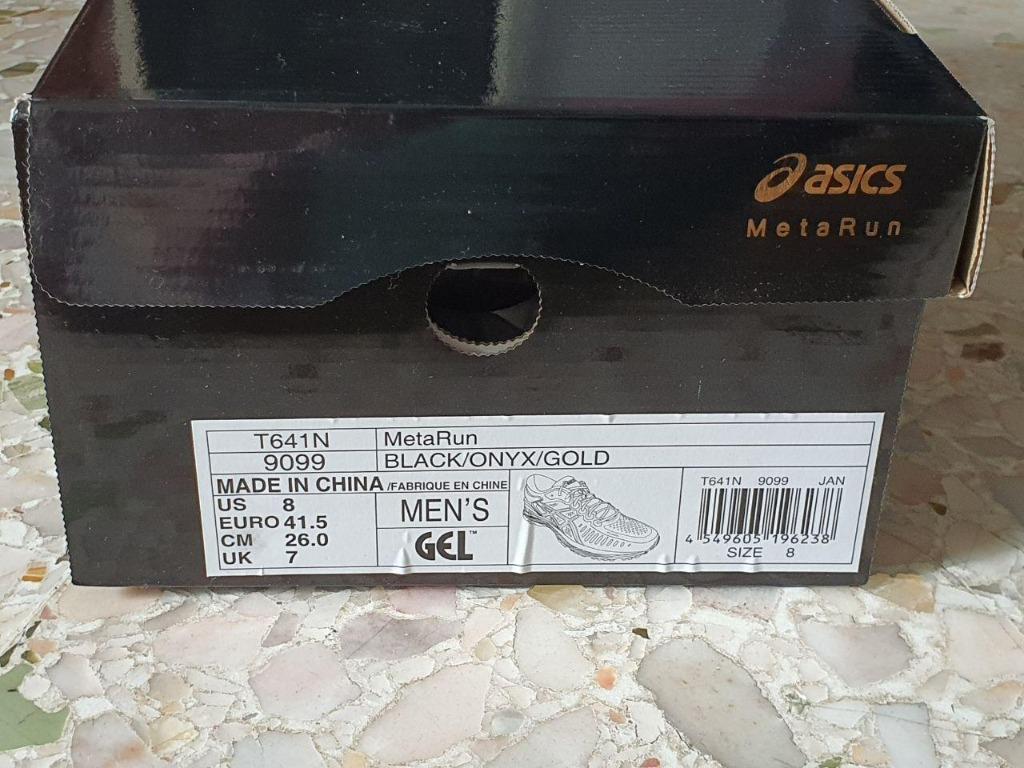 asics
MetaRun
T641N MetaRun
9099 BLACK/ONYX/GOLD
MADE IN CHINA /FABRIQUE EN CHINE
US 8
EURO 41.5
CM 26.0
UK 7
MEN'S
GEL™
T641N 9099 JAN
4 549605 196238
SIZE 8